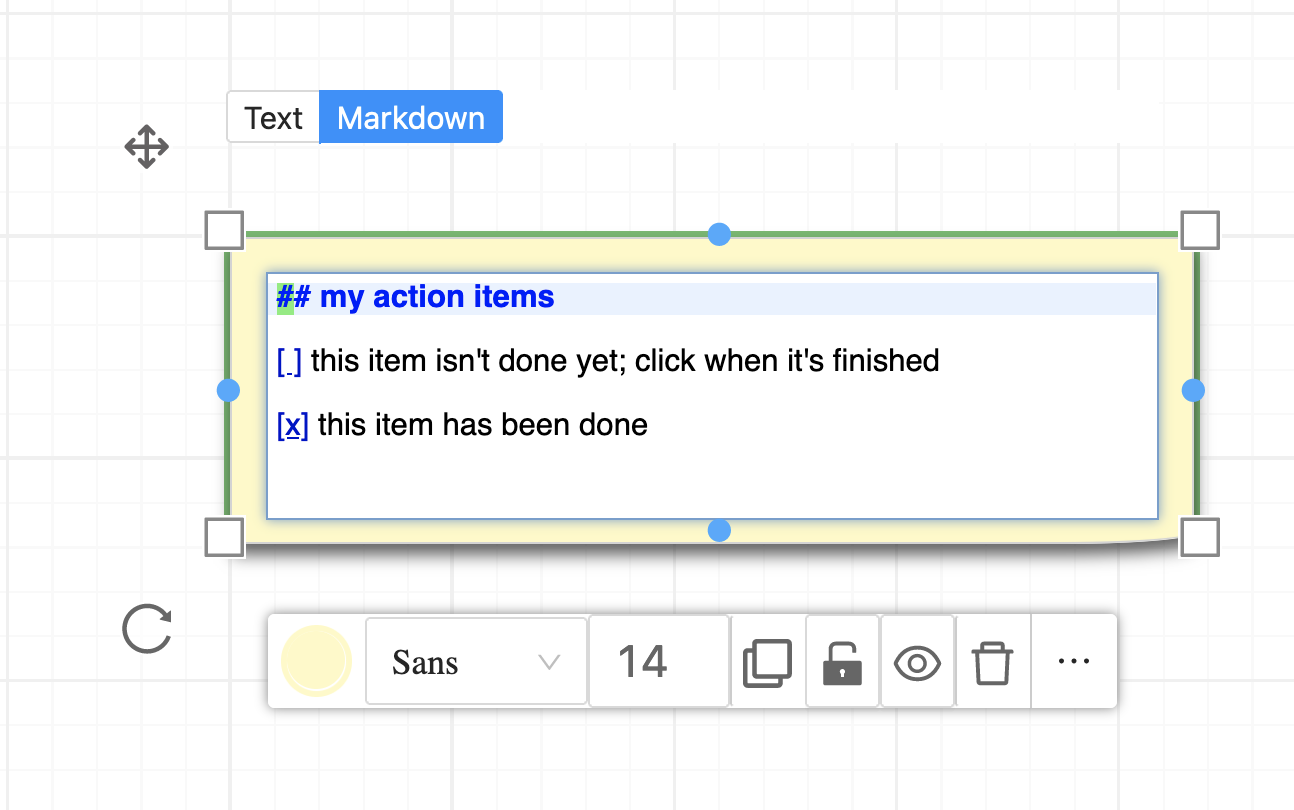 Text Markdown
## my action items
[ ] this item isn't done yet; click when it's finished
[x] this item has been done
Sans 14 ...